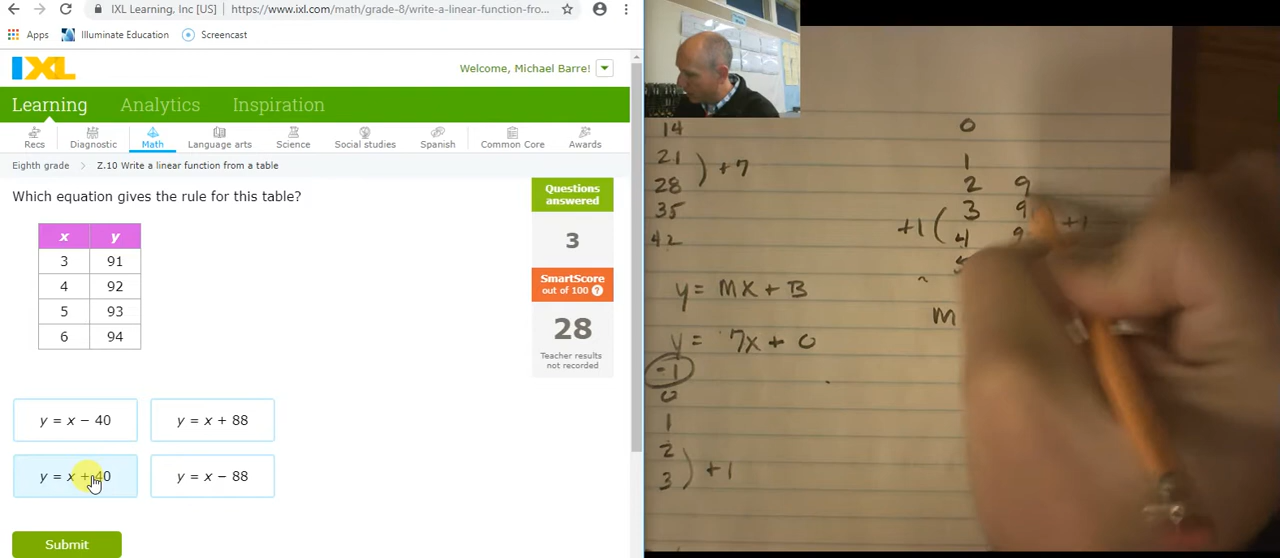 IXL Learning, Inc [US]
https://www.ixl.com/math/grade-8/write-a-linear-function-fro...
Apps
Illuminate Education
Screencast
IXL
Welcome, Michael Barre!
Learning
Analytics
Inspiration
Recs
Diagnostic
Math
Language arts
Science
Social studies
Spanish
Common Core
Awards
Eighth grade > Z.10 Write a linear function from a table
Which equation gives the rule for this table?
x y
3 91
4 92
5 93
6 94
Questions
answered
3
SmartScore
out of 100 ?
28
Teacher results
not recorded
y = x − 40
y = x + 88
y = x + 40
y = x − 88
Submit
14
21
28 ) +7
35
42
y = mx + B
y = 7x + 0
-1
0
1
2
3 ) +1
0
1
2 9
+1 ( 3 9
4 9
+1
m